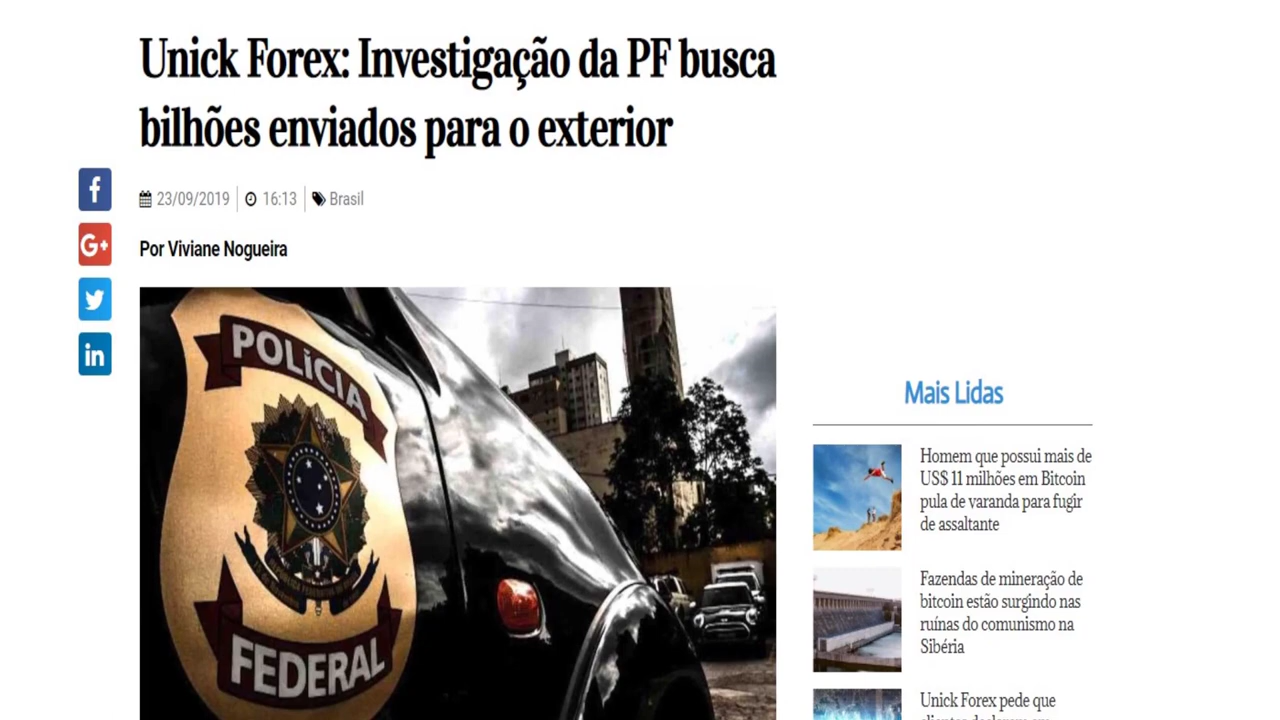 Unick Forex: Investigação da PF busca
bilhões enviados para o exterior
23/09/2019
16:13
Brasil
Por Viviane Nogueira
POLÍCIA
FEDERAL
Mais Lidas
Homem que possui mais de
US$ 11 milhões em Bitcoin
pula de varanda para fugir
de assaltante
Fazendas de mineração de
bitcoin estão surgindo nas
ruínas do comunismo na
Sibéria
Unick Forex pede que